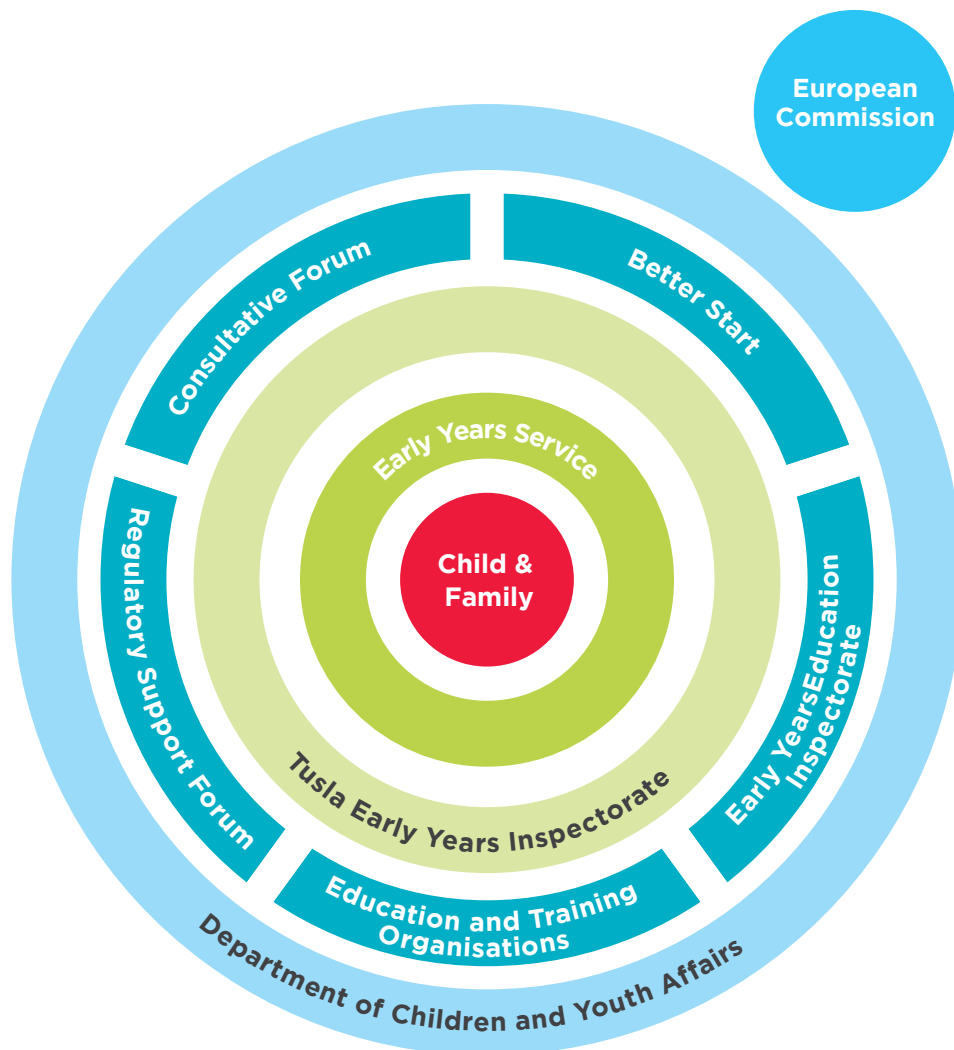 European
Commission
Consultative Forum
Better Start
Early Years Service
Child &
Family
Regulatory Support Forum
Early YearsEducation
Inspectorate
Tusla Early Years Inspectorate
Education and Training
Organisations
Department of Children and Youth Affairs